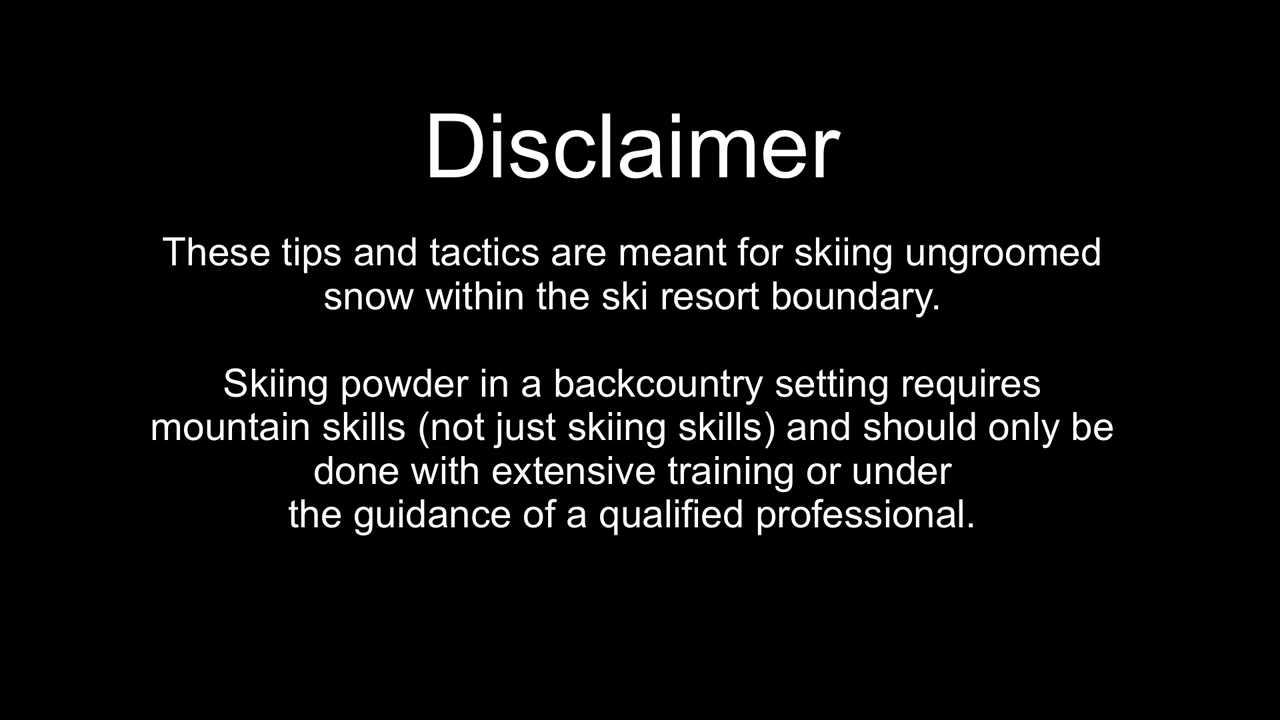 Disclaimer
These tips and tactics are meant for skiing ungroomed
snow within the ski resort boundary.
Skiing powder in a backcountry setting requires
mountain skills (not just skiing skills) and should only be
done with extensive training or under
the guidance of a qualified professional.